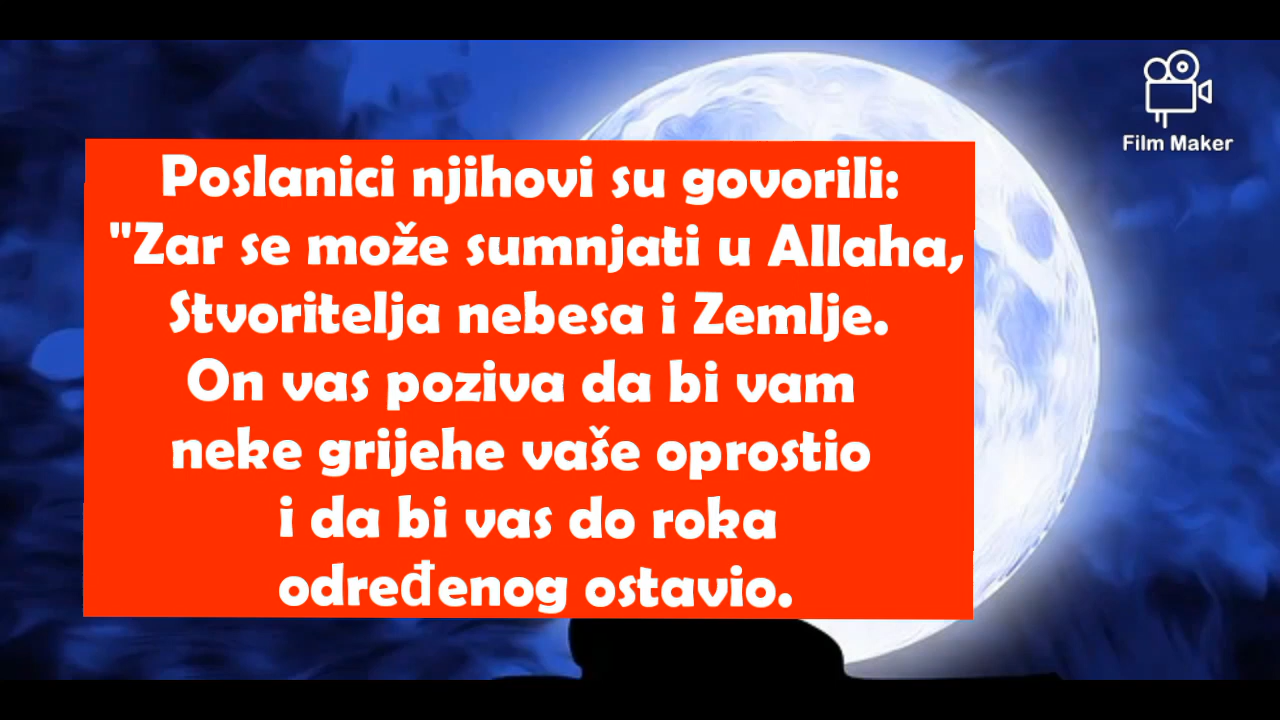 Film Maker
Poslanici njihovi su govorili:
"Zar se može sumnjati u Allaha,
Stvoritelja nebesa i Zemlje.
On vas poziva da bi vam
neke grijehe vaše oprostio
i da bi vas do roka
određenog ostavio.